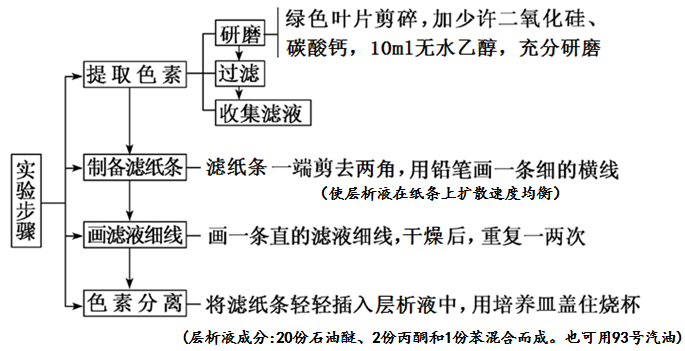 绿色叶片剪碎，加少许二氧化硅、
碳酸钙，10ml无水乙醇，充分研磨
研磨
提取色素
过滤
收集滤液
实验步骤
制备滤纸条
滤纸条 一端剪去两角，用铅笔画一条细的横线
(使层析液在纸条上扩散速度均衡)
画滤液细线
画一条直的滤液细线，干燥后，重复一两次
色素分离
将滤纸条轻轻插入层析液中，用培养皿盖住烧杯
(层析液成分:20份石油醚、2份丙酮和1份苯混合而成。也可用93号汽油)